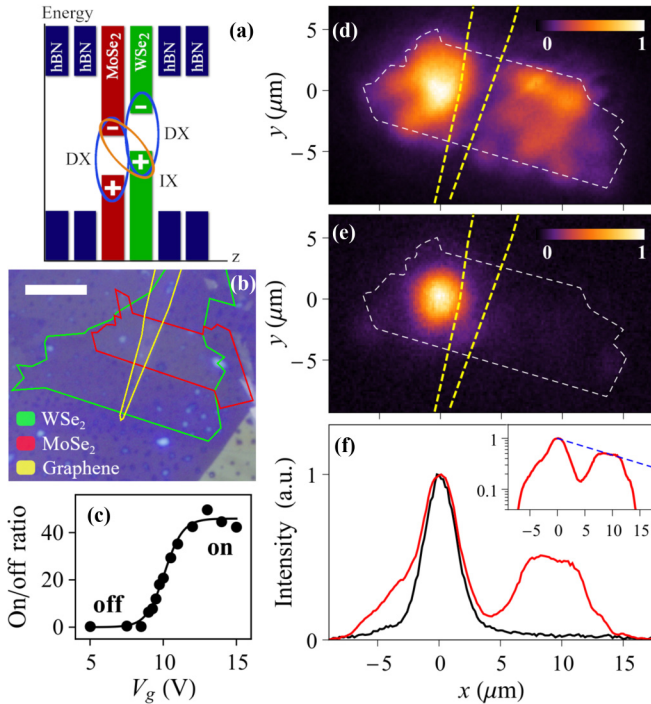 Energy
(a)
hBN
hBN
MoSe₂
WSe₂
hBN
hBN
−
−
DX
DX
+
+
IX
z
(b)
WSe₂
MoSe₂
Graphene
(c)
On/off ratio
40
20
0
off
on
5
10
15
V_g (V)
(d)
0 1
y (μm)
5
0
−5
(e)
0 1
y (μm)
5
0
−5
(f)
Intensity (a.u.)
1
0
1
0.1
−5 0 5 10 15
−5 0 5 10 15
x (μm)